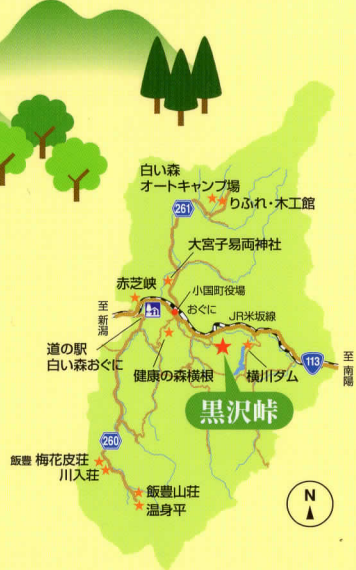 白い森
オートキャンプ場
りふれ・木工館
261
大宮子易両神社
赤芝峡
小国町役場
至新潟
おぐに
JR米坂線
道の駅
白い森おぐに
健康の森横根
横川ダム
113
至南陽
黒沢峠
260
飯豊 梅花皮荘
川入荘
飯豊山荘
温身平
N